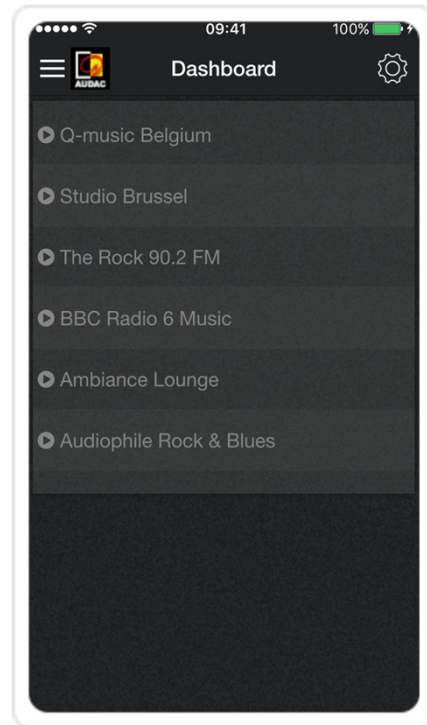 09:41
100%
AUDAC
Dashboard
Q-music Belgium
Studio Brussel
The Rock 90.2 FM
BBC Radio 6 Music
Ambiance Lounge
Audiophile Rock & Blues